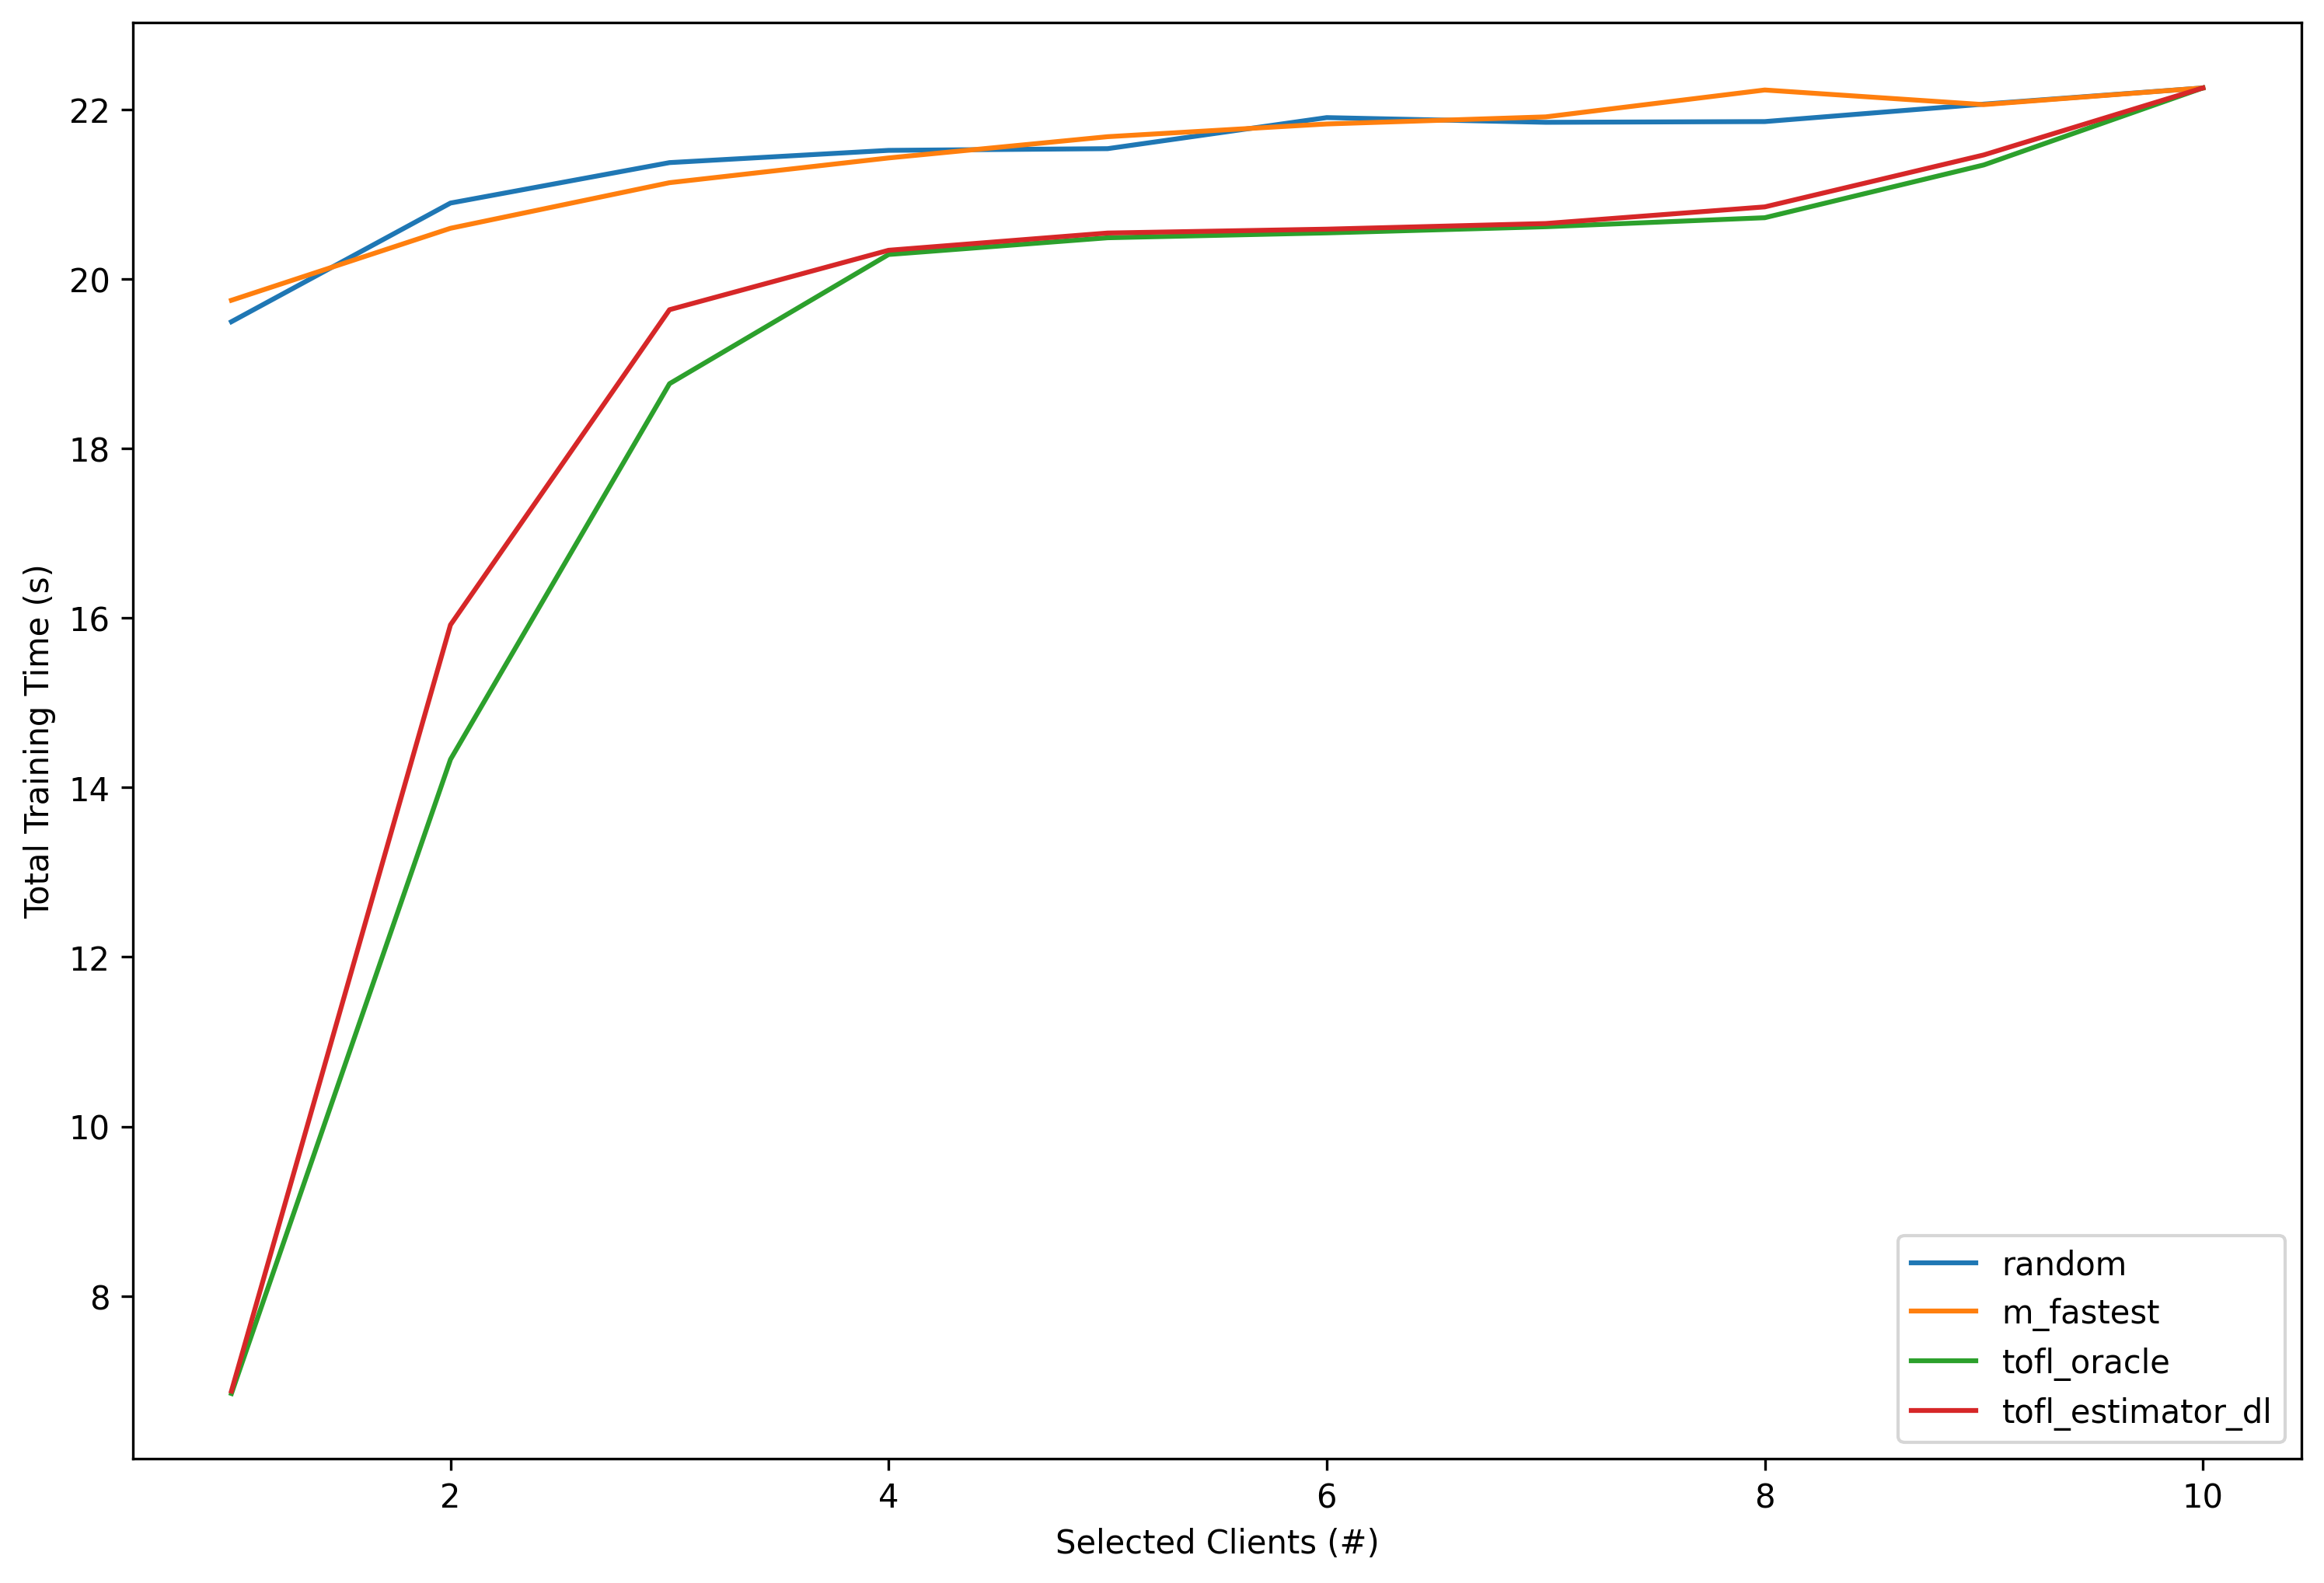 22
20
18
16
14
12
10
8
Total Training Time (s)
2
4
6
8
10
Selected Clients (#)
random
m_fastest
tofl_oracle
tofl_estimator_dl